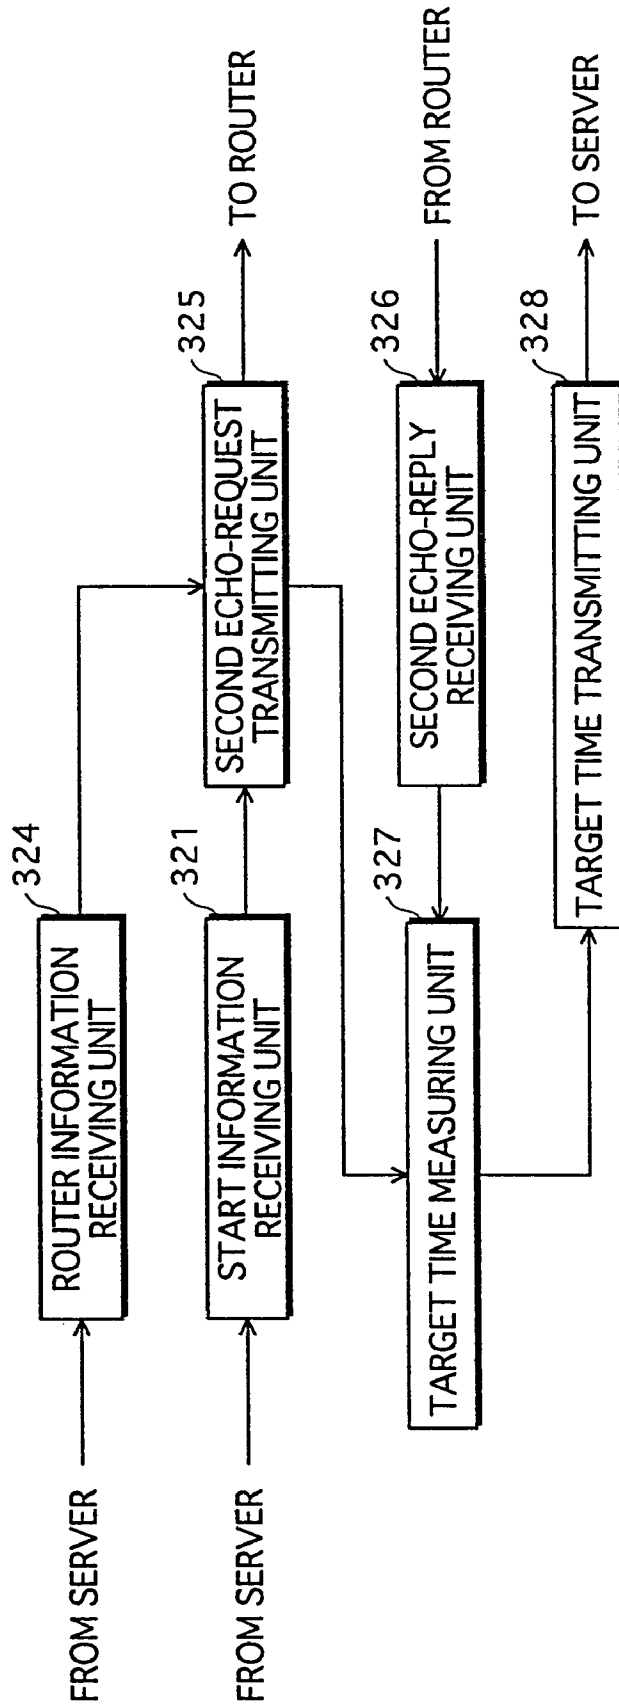 FROM SERVER
324
ROUTER INFORMATION
RECEIVING UNIT
FROM SERVER
321
START INFORMATION
RECEIVING UNIT
325
SECOND ECHO-REQUEST
TRANSMITTING UNIT
TO ROUTER
327
TARGET TIME MEASURING UNIT
326
SECOND ECHO-REPLY
RECEIVING UNIT
FROM ROUTER
328
TARGET TIME TRANSMITTING UNIT
TO SERVER